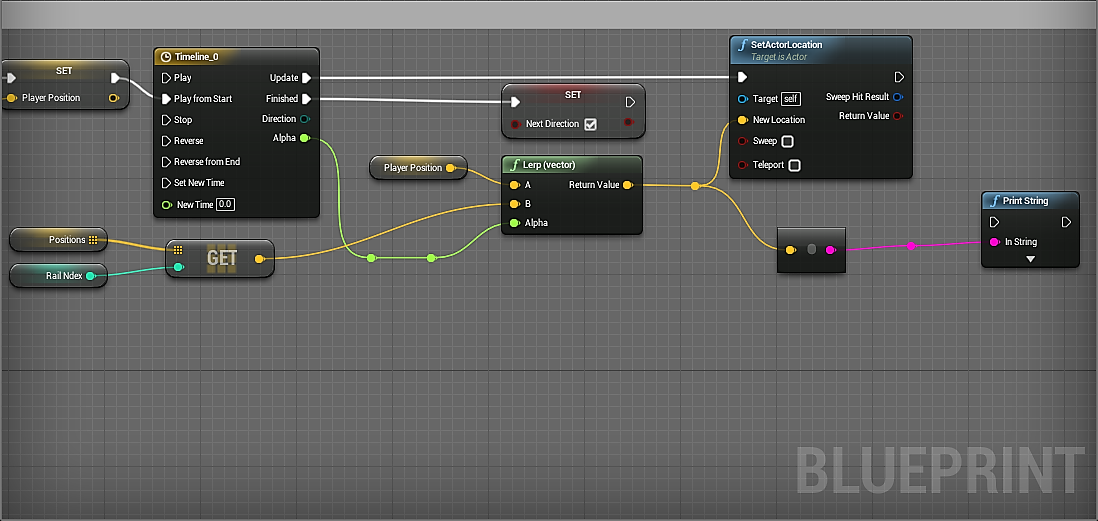 SET
Player Position
Timeline_0
Play
Update
Play from Start
Finished
Stop
Direction
Reverse
Alpha
Reverse from End
Set New Time
New Time 0.0
SET
Next Direction
Player Position
Lerp (vector)
A
Return Value
B
Alpha
SetActorLocation
Target is Actor
Target self
Sweep Hit Result
New Location
Return Value
Sweep
Teleport
Positions
GET
Rail Ndex
Print String
In String
BLUEPRINT